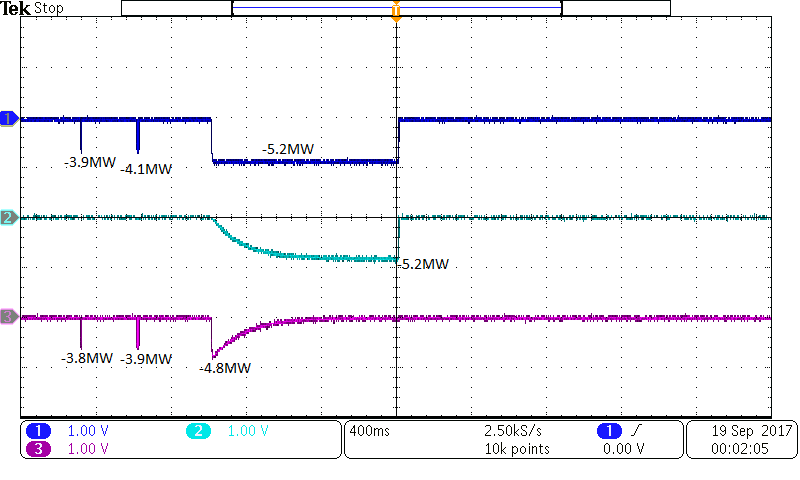 Tek Stop
T
1
-3.9MW
-4.1MW
-5.2MW
2
-5.2MW
3
-3.8MW
-3.9MW
-4.8MW
1 1.00 V 2 1.00 V 400ms 2.50kS/s 1 19 Sep 2017
3 1.00 V 10k points 0.00 V 00:02:05